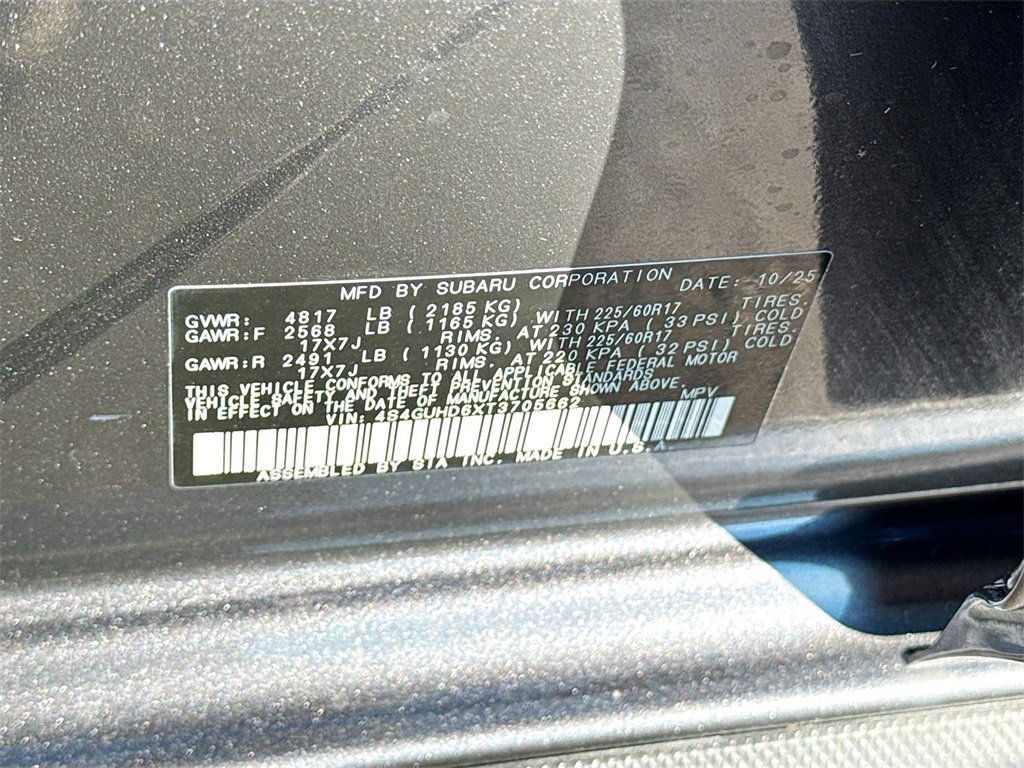 MFD BY SUBARU CORPORATION DATE: 10/25
GVWR: 4817 LB (2185 KG)
GAWR:F 2568 LB (1165 KG) WITH 225/60R17 TIRES.
17X7J RIMS. AT 230 KPA (33 PSI) COLD
GAWR:R 2491 LB (1130 KG) WITH 225/60R17 TIRES.
17X7J RIMS. AT 220 KPA (32 PSI) COLD
THIS VEHICLE CONFORMS TO ALL APPLICABLE FEDERAL MOTOR
VEHICLE SAFETY AND THEFT PREVENTION STANDARDS
IN EFFECT ON THE DATE OF MANUFACTURE SHOWN ABOVE.
VIN: 4S4GUHD6XT3705662 MPV
ASSEMBLED BY SIA INC. MADE IN U.S.A.